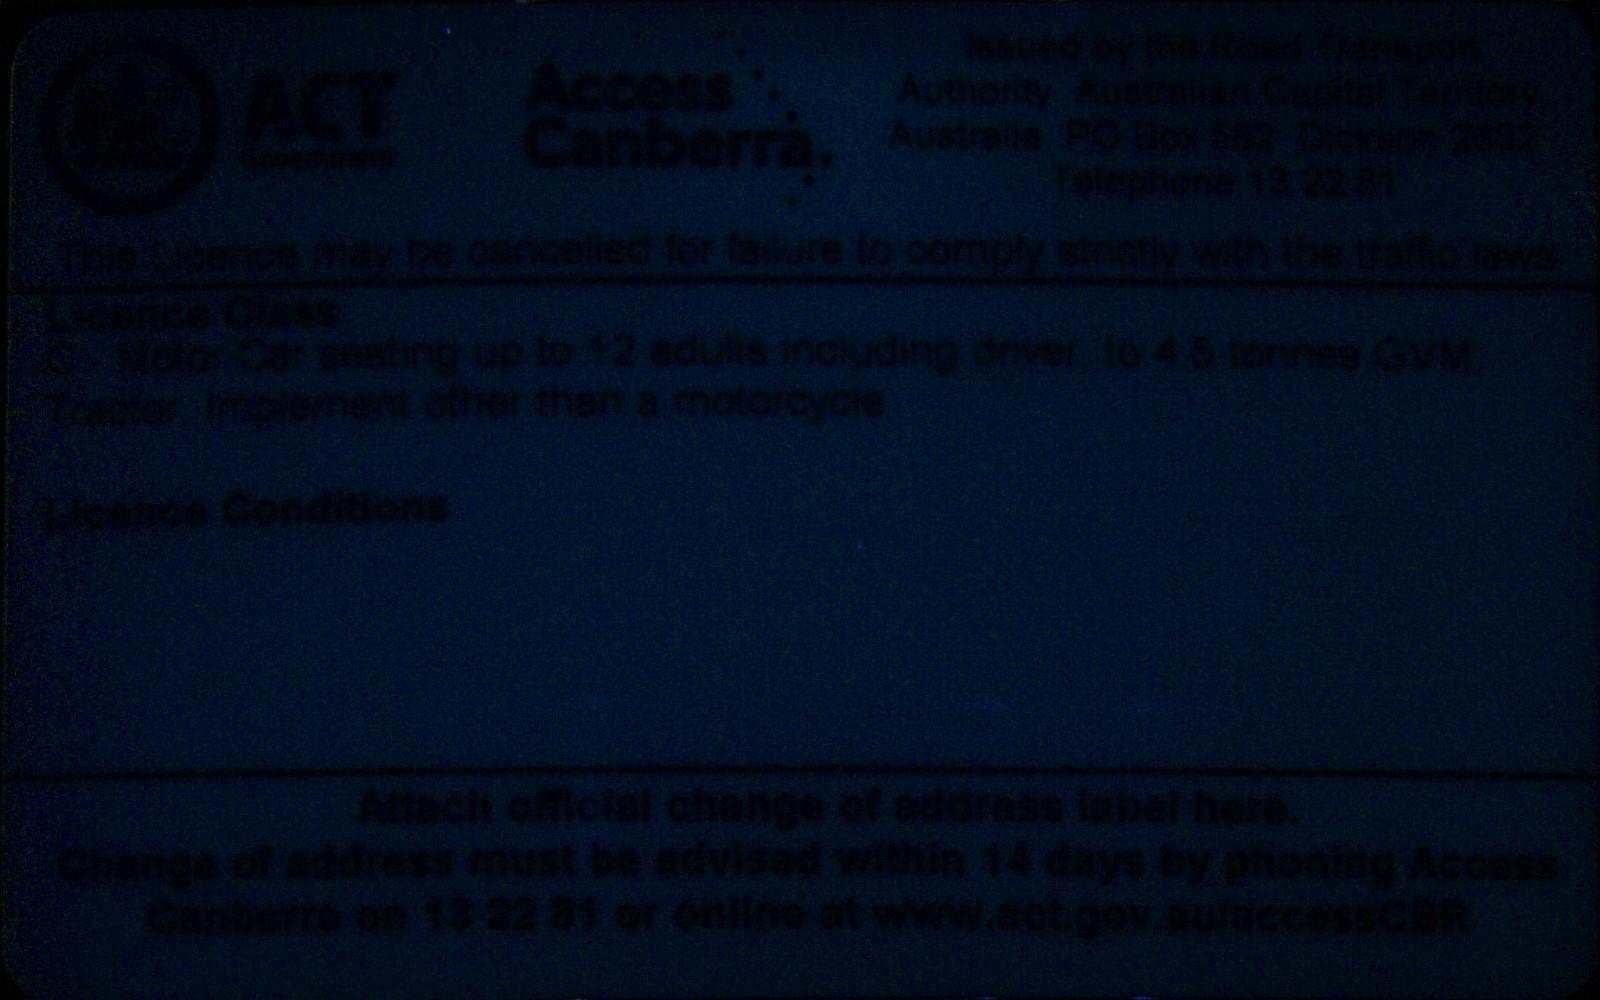 ACT
Government
Access
Canberra
Issued by the Road Transport
Authority Australian Capital Territory
Australia PO Box 582 Dickson 2602
Telephone 13 22 81
This Licence may be cancelled for failure to comply strictly with the traffic laws
Licence Class
C - Motor Car seating up to 12 adults including driver, to 4.5 tonnes GVM,
Tractor, Implement other than a motorcycle
Licence Conditions
Attach official change of address label here.
Change of address must be advised within 14 days by phoning Access
Canberra on 13 22 81 or online at www.act.gov.au/accessCBR